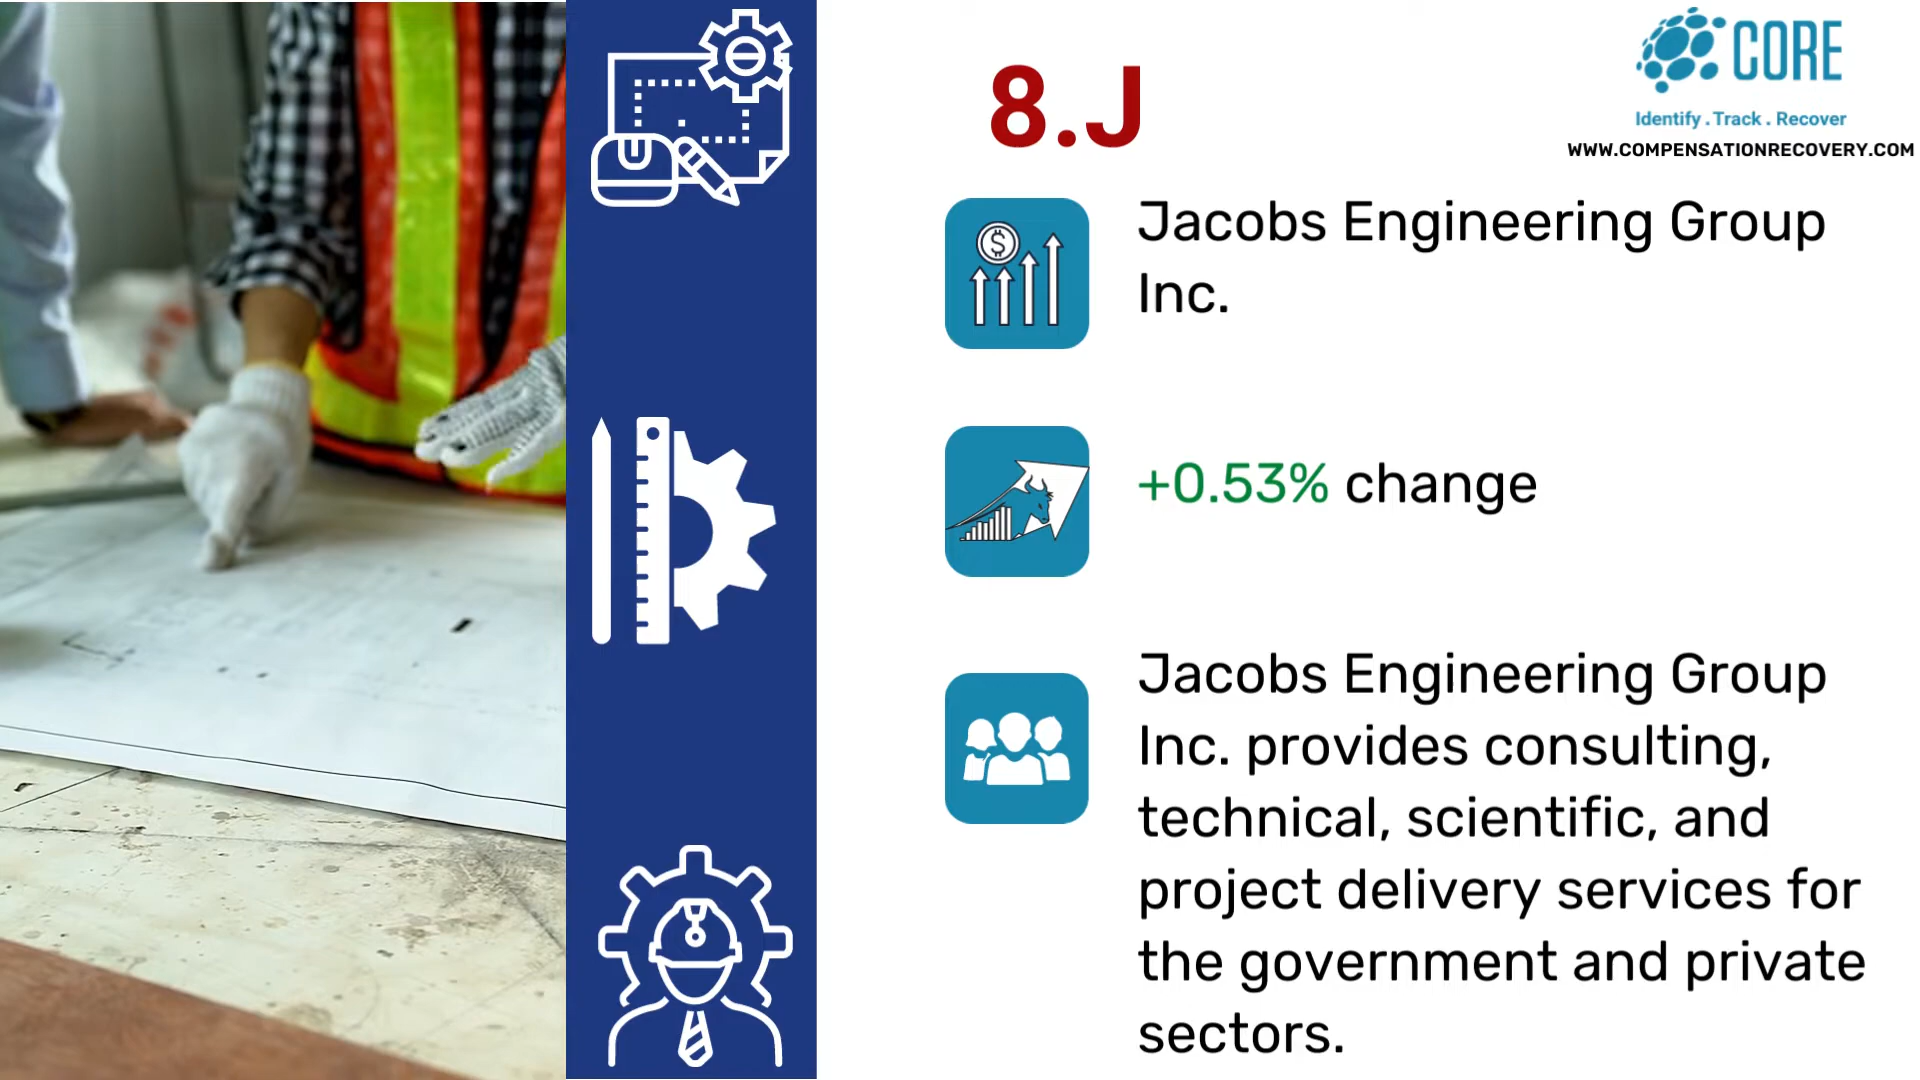 8.J
CORE
Identify . Track . Recover
WWW.COMPENSATIONRECOVERY.COM
Jacobs Engineering Group
Inc.
+0.53% change
Jacobs Engineering Group
Inc. provides consulting,
technical, scientific, and
project delivery services for
the government and private
sectors.